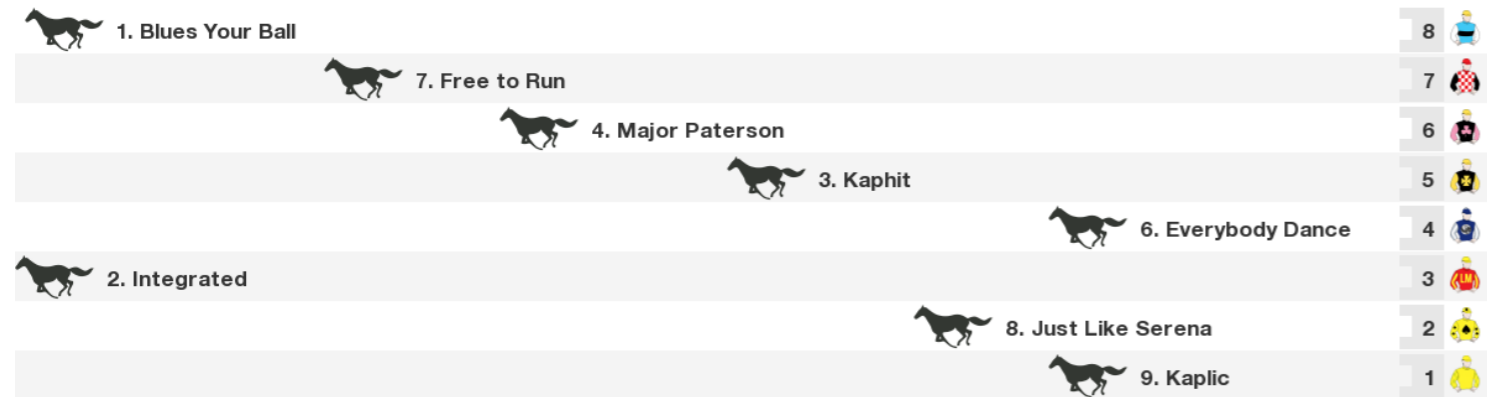 1. Blues Your Ball 8
7. Free to Run 7
4. Major Paterson 6
3. Kaphit 5
6. Everybody Dance 4
2. Integrated 3
LM
8. Just Like Serena 2
9. Kaplic 1